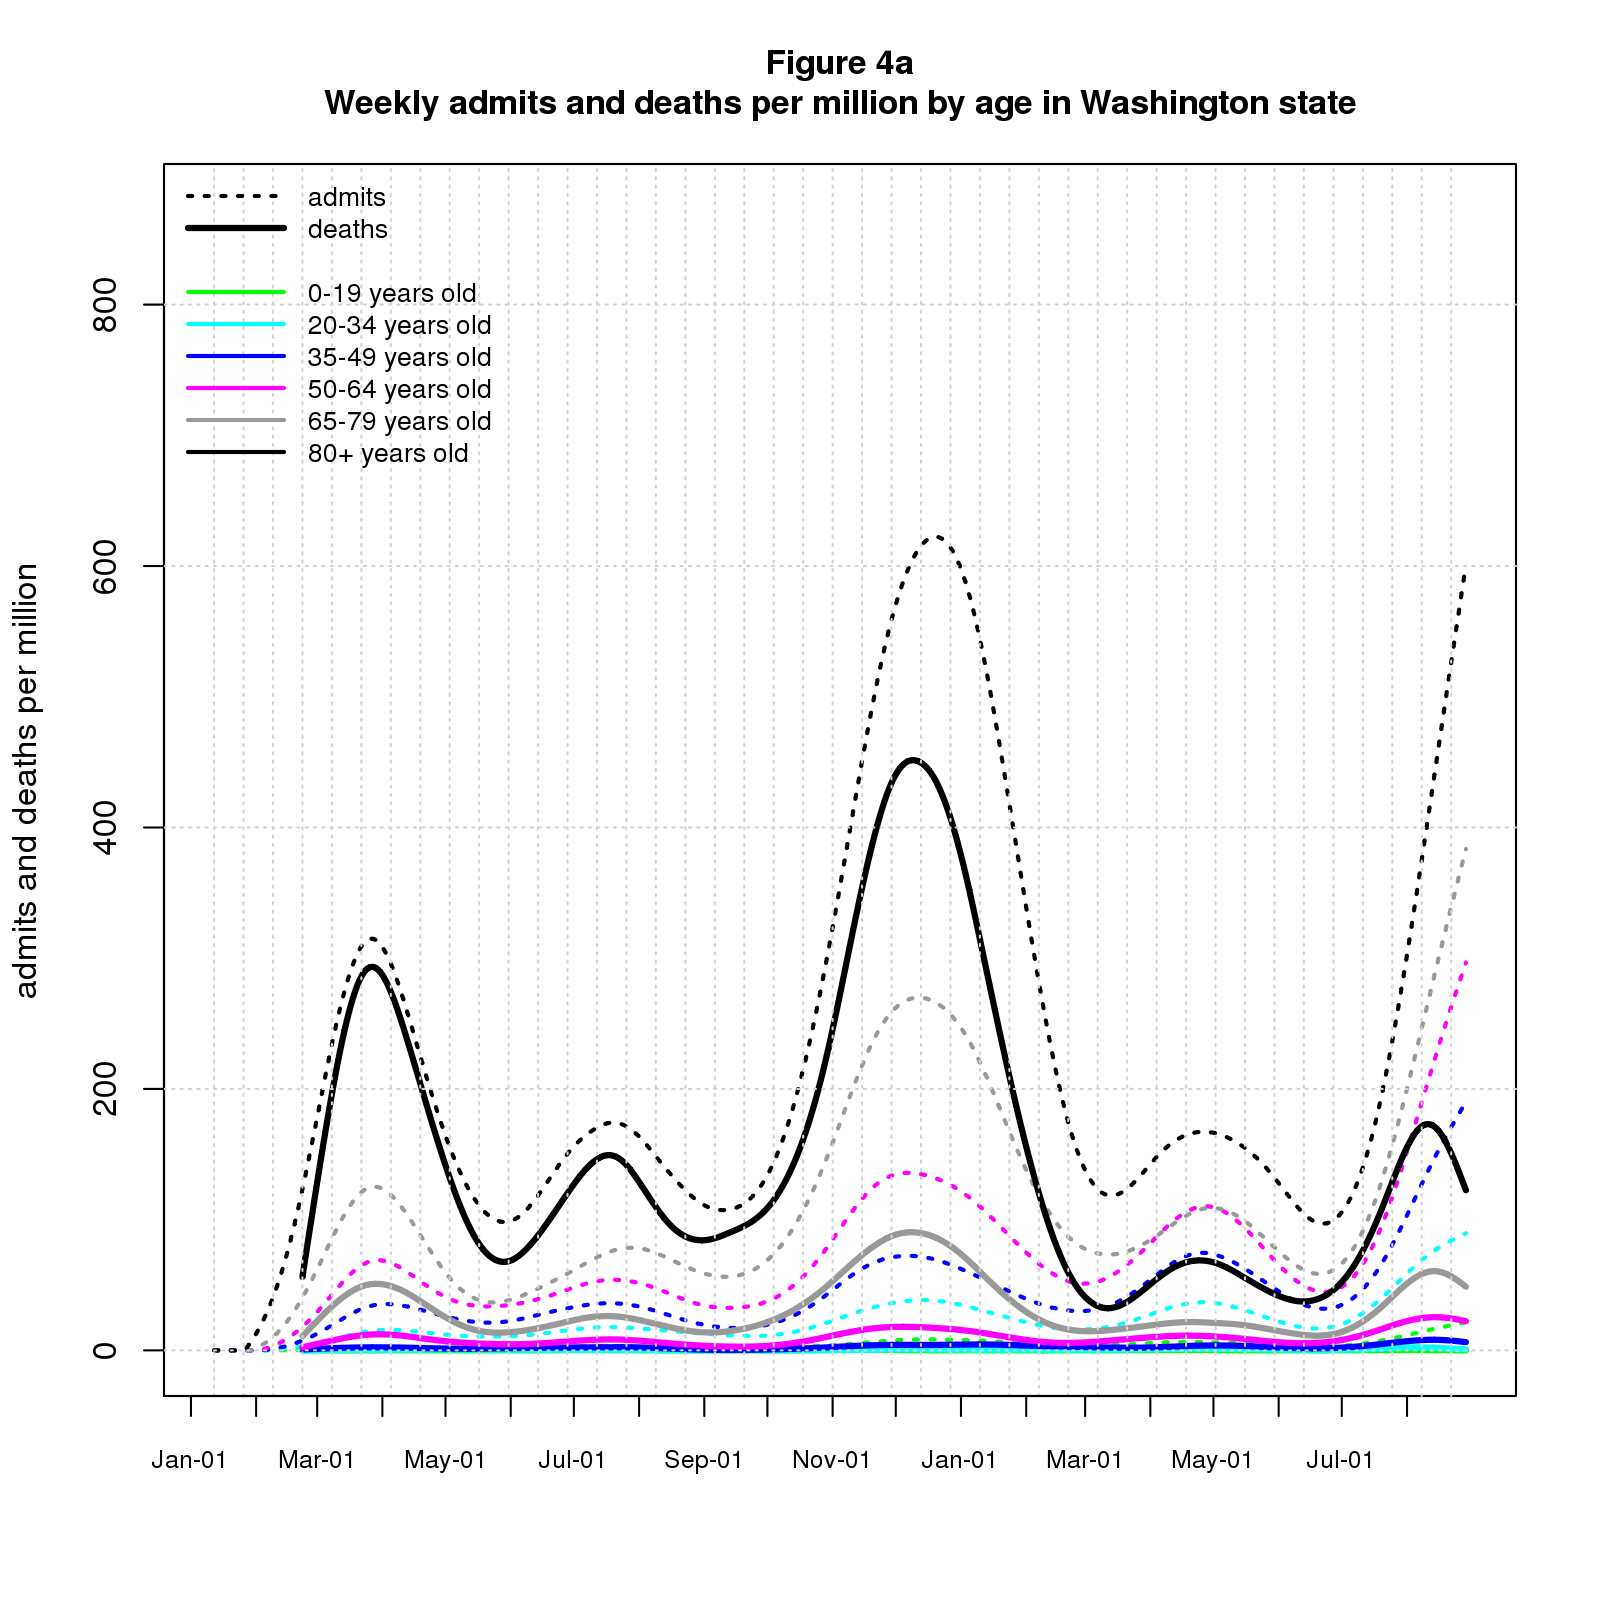 Figure 4a
Weekly admits and deaths per million by age in Washington state
admits
deaths
0-19 years old
20-34 years old
35-49 years old
50-64 years old
65-79 years old
80+ years old
admits and deaths per million
800
600
400
200
0
Jan-01 Mar-01 May-01 Jul-01 Sep-01 Nov-01 Jan-01 Mar-01 May-01 Jul-01